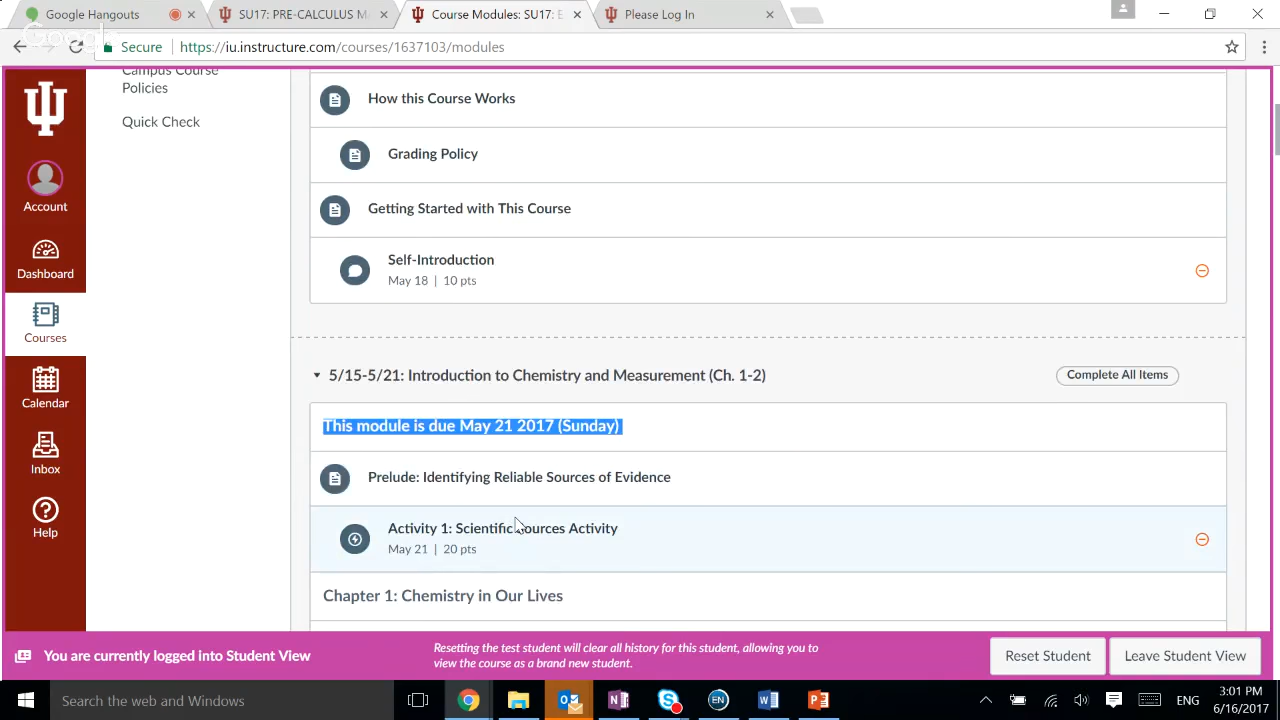 Google Hangouts
SU17: PRE-CALCULUS M
Course Modules: SU17: E
Please Log In
Google
Secure
https://iu.instructure.com/courses/1637103/modules
Campus Course
Policies
Quick Check
Account
Dashboard
Courses
Calendar
Inbox
Help
How this Course Works
Grading Policy
Getting Started with This Course
Self-Introduction
May 18 | 10 pts
5/15-5/21: Introduction to Chemistry and Measurement (Ch. 1-2)
Complete All Items
This module is due May 21 2017 (Sunday)
Prelude: Identifying Reliable Sources of Evidence
Activity 1: Scientific Sources Activity
May 21 | 20 pts
Chapter 1: Chemistry in Our Lives
You are currently logged into Student View
Resetting the test student will clear all history for this student, allowing you to
view the course as a brand new student.
Reset Student
Leave Student View
Search the web and Windows
ENG
3:01 PM
6/16/2017